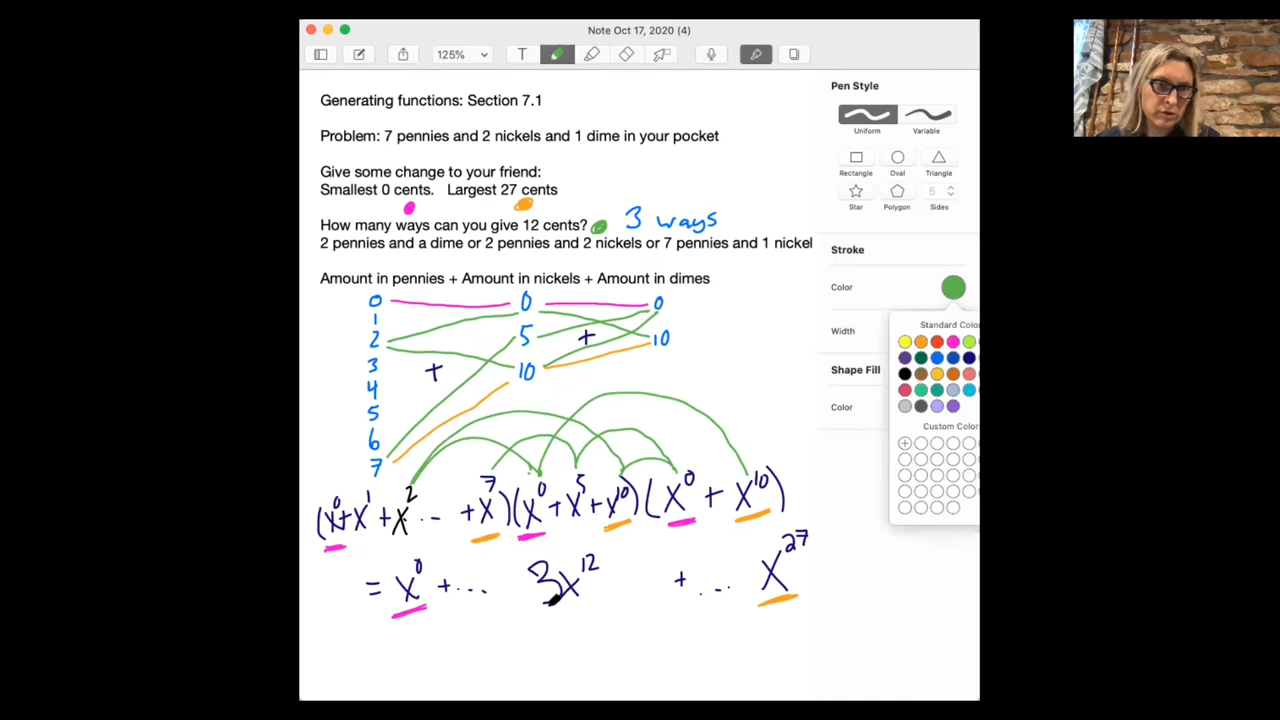 Note Oct 17, 2020 (4)
125%
T
Generating functions: Section 7.1
Problem: 7 pennies and 2 nickels and 1 dime in your pocket
Give some change to your friend:
Smallest 0 cents. Largest 27 cents
How many ways can you give 12 cents? 3 ways
2 pennies and a dime or 2 pennies and 2 nickels or 7 pennies and 1 nickel
Amount in pennies + Amount in nickels + Amount in dimes
0 0 0
1
2 5 + 10
3
+ 10
4
5
6
7
(x⁰+x¹+x²... +x⁷)(x⁰+x⁵+x¹⁰)(x⁰+x¹⁰)
= x⁰ +... 3x¹² +... x²⁷
Pen Style
Uniform Variable
Rectangle Oval Triangle
5
Star Polygon Sides
Stroke
Color
Standard Colo
Width
Shape Fill
Color
Custom Color